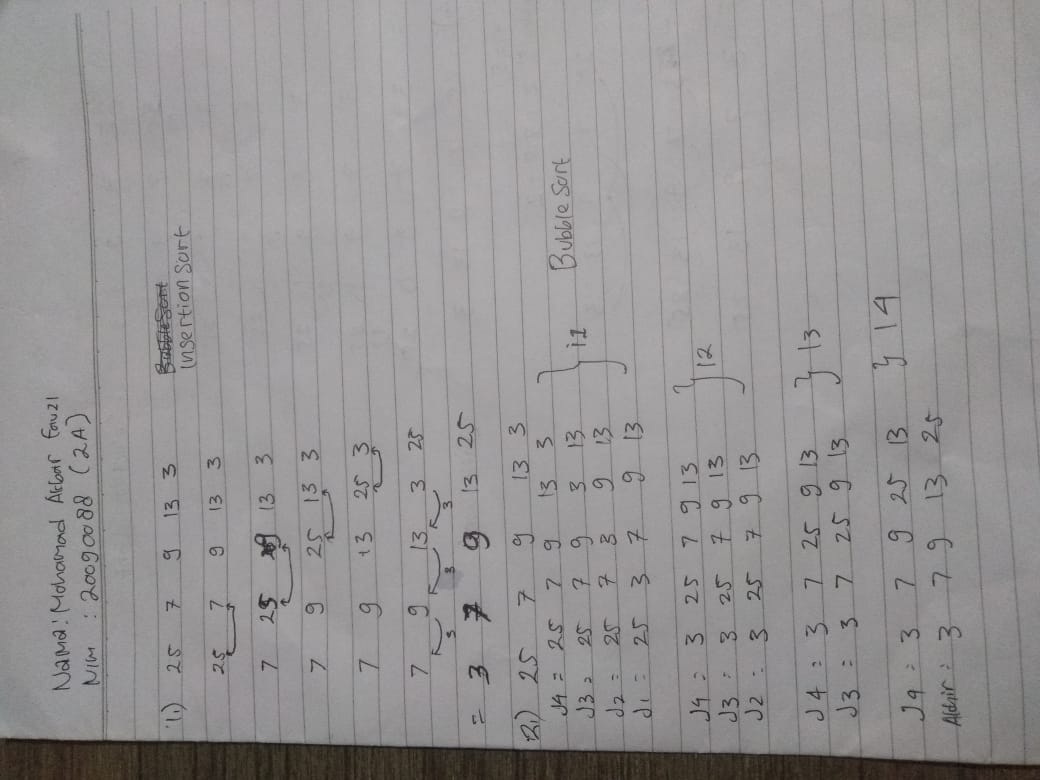 Nama: Mohamad Akbar Fauzi
NIM : 20090088 (2A)
1.) 25 7 9 13 3 Bubble Sort
Insertion Sort
25 7 9 13 3
7 25 9 13 3
7 9 25 13 3
7 9 13 25 3
7 9 13 3 25
3 3 3
= 3 7 9 13 25
2.) 25 7 9 13 3
J4 = 25 7 9 13 3
J3 = 25 7 9 3 13 i1 Bubble Sort
J2 = 25 7 3 9 13
J1 = 25 3 7 9 13
J4 = 3 25 7 9 13
J3 = 3 25 7 9 13 i2
J2 = 3 25 7 9 13
J4 = 3 7 25 9 13 i3
J3 = 3 7 25 9 13
J4 = 3 7 9 25 13 i4
Akhir = 3 7 9 13 25